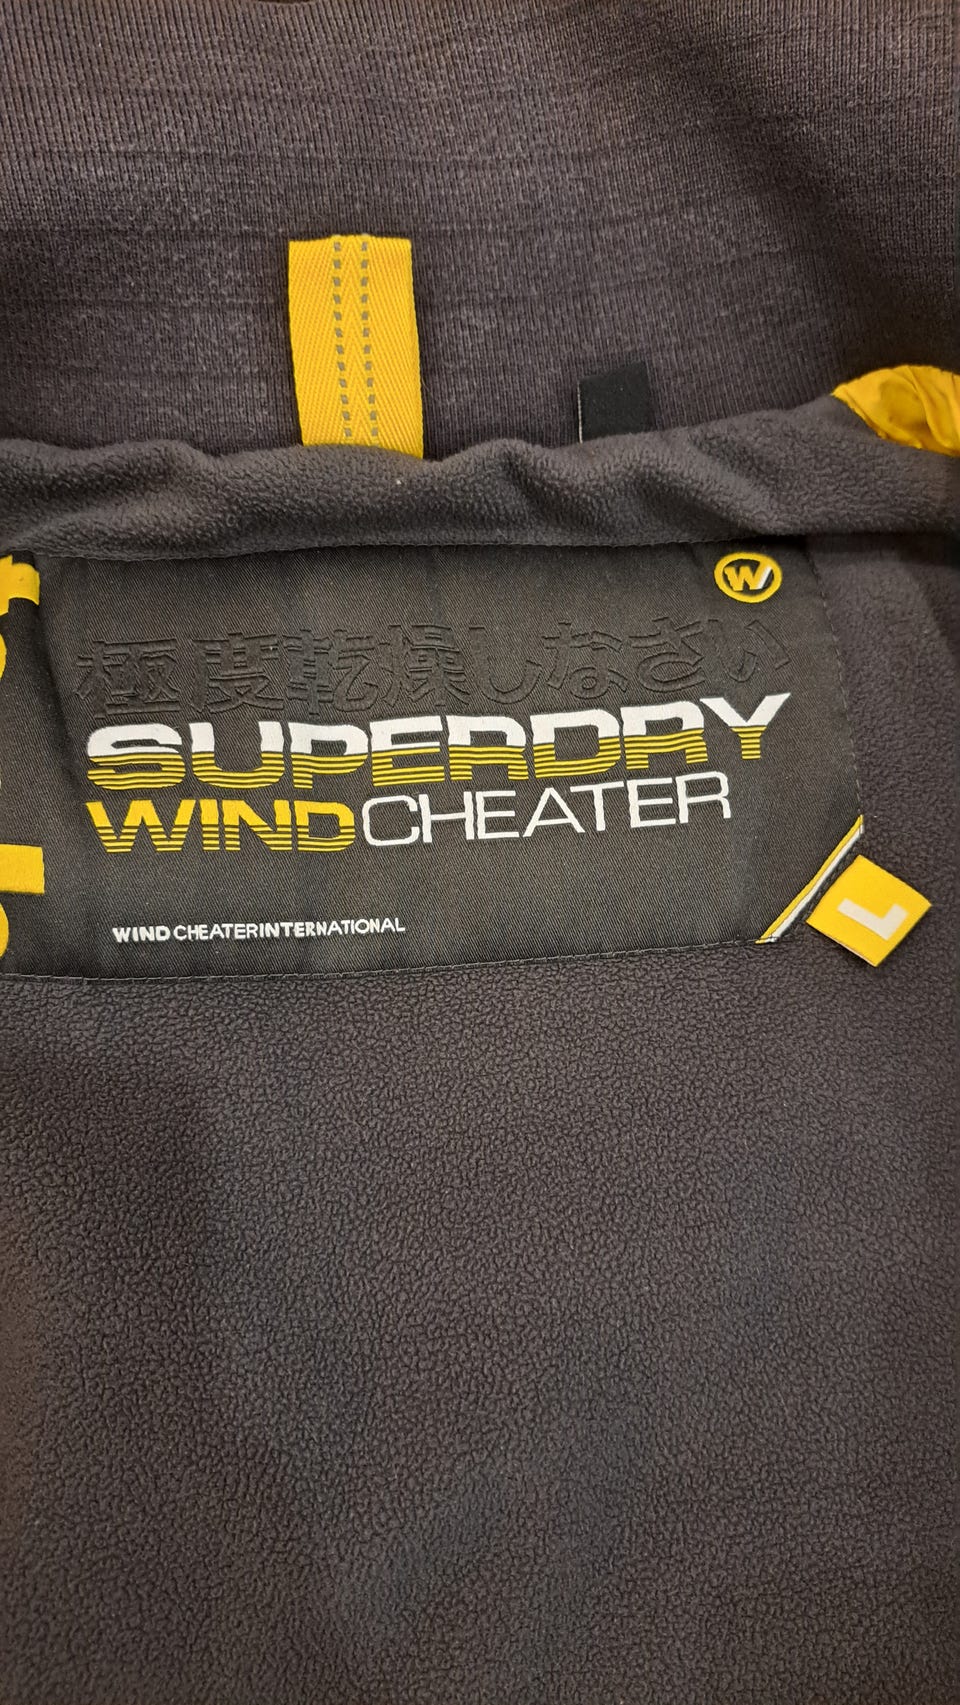 W
極度乾燥しなさい
SUPERDRY
WINDCHEATER
WIND CHEATERINTERNATIONAL
L